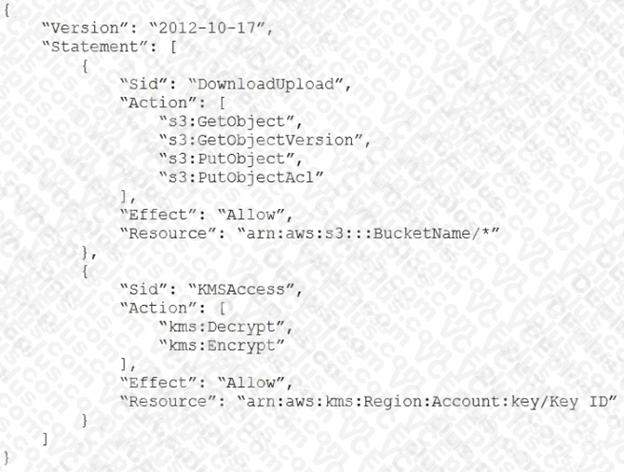 {
“Version”: “2012-10-17”,
“Statement”: [
{
“Sid”: “DownloadUpload”,
“Action”: [
“s3:GetObject”,
“s3:GetObjectVersion”,
“s3:PutObject”,
“s3:PutObjectAcl”
],
“Effect”: “Allow”,
“Resource”: “arn:aws:s3:::BucketName/*”
},
{
“Sid”: “KMSAccess”,
“Action”: [
“kms:Decrypt”,
“kms:Encrypt”
],
“Effect”: “Allow”,
“Resource”: “arn:aws:kms:Region:Account:key/Key ID”
}
]
}